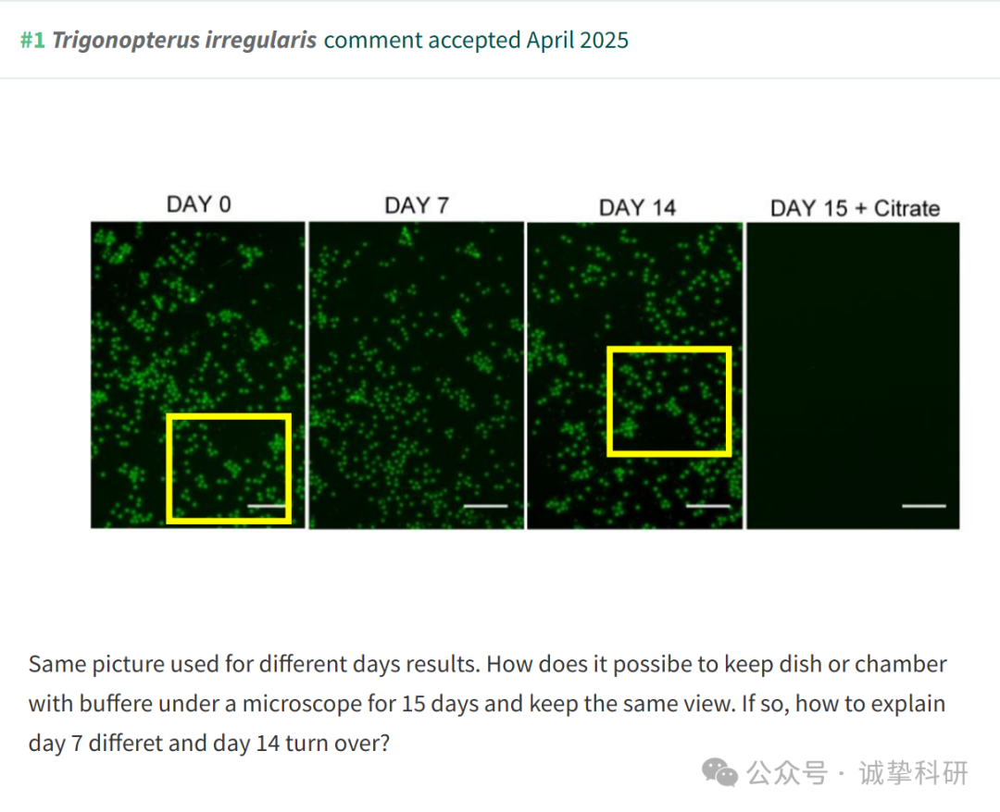 #1 Trigonopterus irregularis comment accepted April 2025
DAY 0 DAY 7 DAY 14 DAY 15 + Citrate
Same picture used for different days results. How does it possibe to keep dish or chamber
with buffere under a microscope for 15 days and keep the same view. If so, how to explain
day 7 differet and day 14 turn over?
公众号 · 诚挚科研